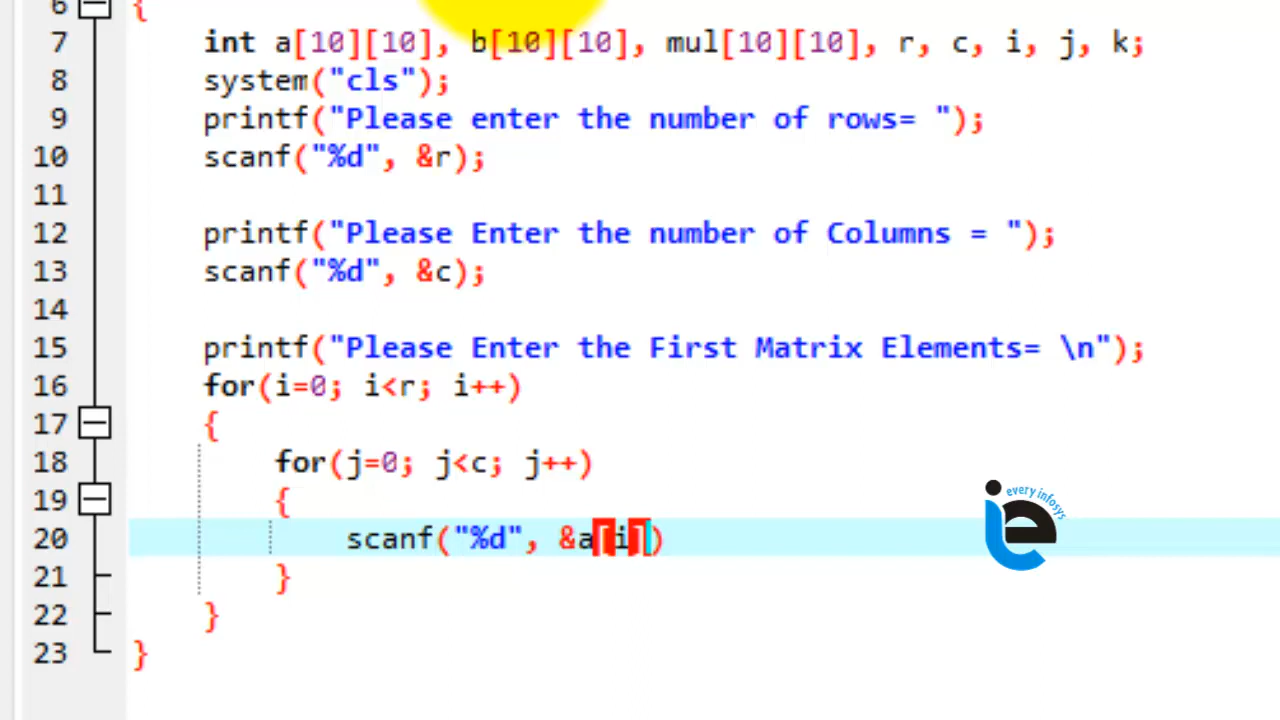 6 {
7 int a[10][10], b[10][10], mul[10][10], r, c, i, j, k;
8 system("cls");
9 printf("Please enter the number of rows= ");
10 scanf("%d", &r);
11
12 printf("Please Enter the number of Columns = ");
13 scanf("%d", &c);
14
15 printf("Please Enter the First Matrix Elements= \n");
16 for(i=0; i<r; i++)
17 {
18 for(j=0; j<c; j++)
19 {
20 scanf("%d", &a[i])
21 }
22 }
23 }
every infosys
ie